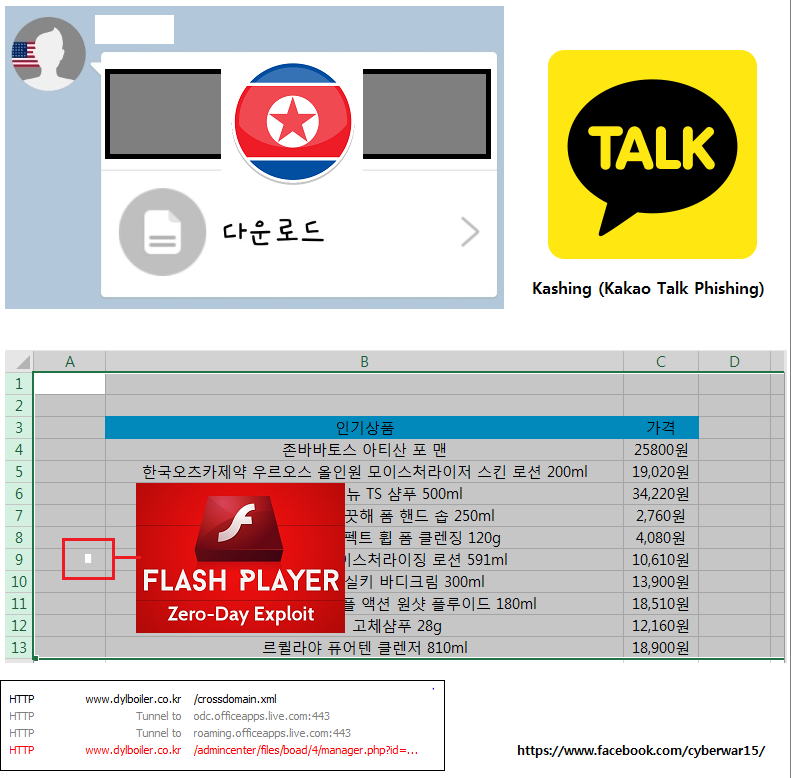 다운로드
TALK
Kashing (Kakao Talk Phishing)
A B C D
1
2
3 인기상품 가격
4 존바바토스 아티산 포 맨 25800원
5 한국오츠카제약 우르오스 올인원 모이스처라이저 스킨 로션 200ml 19,020원
6 뉴 TS 샴푸 500ml 34,220원
7 끗해 폼 핸드 솝 250ml 2,760원
8 펙트 휩 폼 클렌징 120g 4,080원
9 이스처라이징 로션 591ml 10,610원
10 실키 바디크림 300ml 13,900원
11 플 액션 원샷 플루이드 180ml 18,510원
12 고체샴푸 28g 12,160원
13 르퀼라야 퓨어텐 클렌저 810ml 18,900원
FLASH PLAYER
Zero-Day Exploit
HTTP www.dylboiler.co.kr /crossdomain.xml
HTTP Tunnel to odc.officeapps.live.com:443
HTTP Tunnel to roaming.officeapps.live.com:443
HTTP www.dylboiler.co.kr /admincenter/files/boad/4/manager.php?id=...
https://www.facebook.com/cyberwar15/